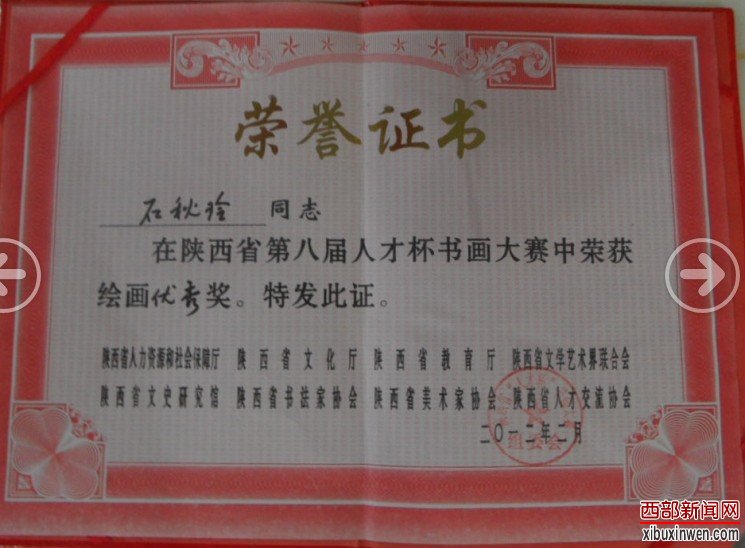 荣誉证书
石秋玲 同志
在陕西省第八届人才杯书画大赛中荣获
绘画优秀奖。特发此证。
陕西省人力资源和社会保障厅 陕西省文化厅 陕西省教育厅 陕西省文学艺术界联合会
陕西省文史研究馆 陕西省书法家协会 陕西省美术家协会 陕西省人才交流协会
二〇一二年二月
组委会
西部新闻网
xibuxinwen.com